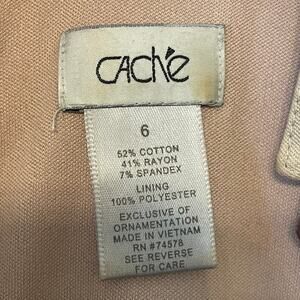 CAChé
6
52% COTTON
41% RAYON
7% SPANDEX
LINING
100% POLYESTER
EXCLUSIVE OF
ORNAMENTATION
MADE IN VIETNAM
RN #74578
SEE REVERSE
FOR CARE